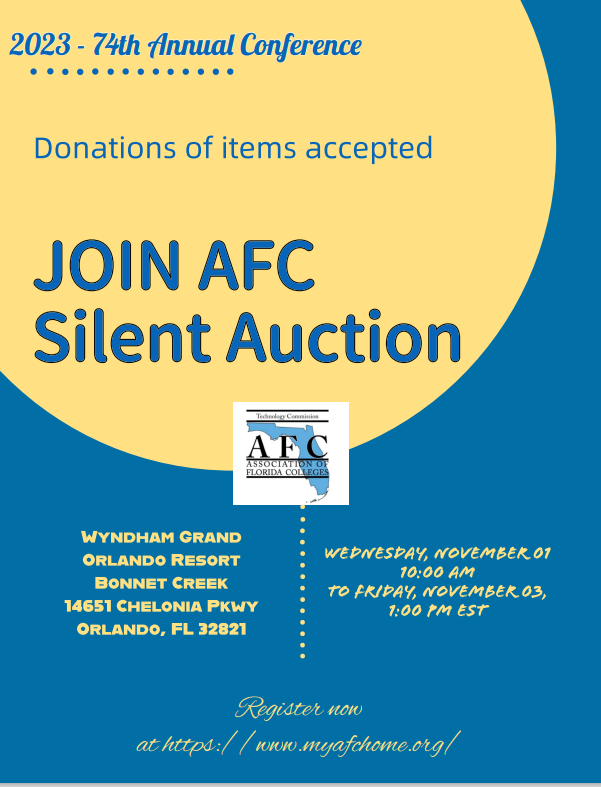 2023 - 74th Annual Conference
Donations of items accepted
JOIN AFC
Silent Auction
Technology Commission
AFC
ASSOCIATION OF
FLORIDA COLLEGES
WYNDHAM GRAND
ORLANDO RESORT
BONNET CREEK
14651 CHELONIA PKWY
ORLANDO, FL 32821
WEDNESDAY, NOVEMBER 01
10:00 AM
TO FRIDAY, NOVEMBER 03,
1:00 PM EST
Register now
at https://www.myafchome.org/